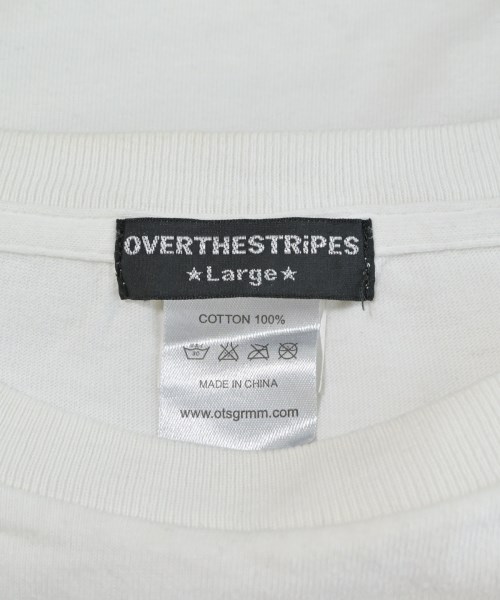 OVERTHESTRiPES
★Large★
COTTON 100%
MADE IN CHINA
www.otsgrmm.com